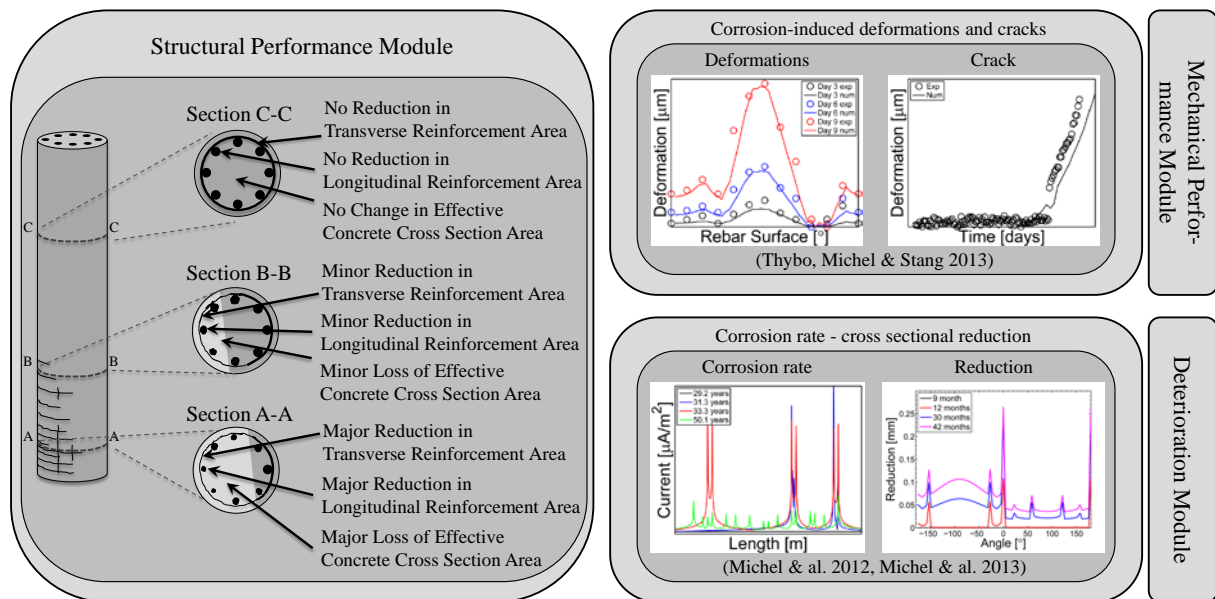 Structural Performance Module
Section C-C
No Reduction in
Transverse Reinforcement Area
No Reduction in
Longitudinal Reinforcement Area
No Change in Effective
Concrete Cross Section Area
C
C
Section B-B
Minor Reduction in
Transverse Reinforcement Area
Minor Reduction in
Longitudinal Reinforcement Area
Minor Loss of Effective
Concrete Cross Section Area
B
B
Section A-A
Major Reduction in
Transverse Reinforcement Area
Major Reduction in
Longitudinal Reinforcement Area
Major Loss of Effective
Concrete Cross Section Area
A
A
Corrosion-induced deformations and cracks
Deformations
Deformation [μm]
Day 3 exp
Day 3 num
Day 6 exp
Day 6 num
Day 9 exp
Day 9 num
Rebar Surface [°]
Crack
Deformation [μm]
Exp
Num
Time [days]
(Thybo, Michel & Stang 2013)
Mechanical Perfor-
mance Module
Corrosion rate - cross sectional reduction
Corrosion rate
Current [μA/m²]
29.2 years
31.3 years
33.3 years
50.1 years
Length [m]
Reduction
Reduction [mm]
9 month
12 months
30 months
42 months
0.25
0.2
0.15
0.1
0.05
0
-150 -100 -50 0 50 100 150
Angle [°]
(Michel & al. 2012, Michel & al. 2013)
Deterioration Module